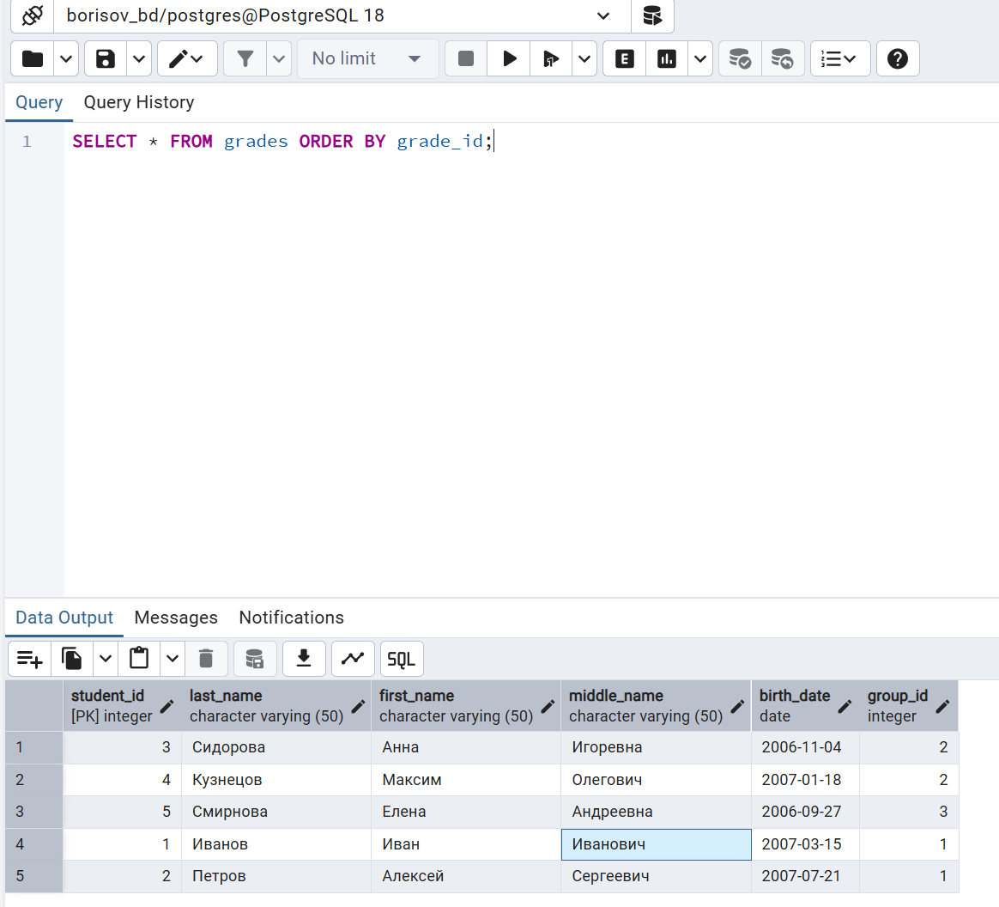 borisov_bd/postgres@PostgreSQL 18
No limit
E
Query Query History
1 SELECT * FROM grades ORDER BY grade_id;
Data Output Messages Notifications
SQL
student_id last_name first_name middle_name birth_date group_id
[PK] integer character varying (50) character varying (50) character varying (50) date integer
1 3 Сидорова Анна Игоревна 2006-11-04 2
2 4 Кузнецов Максим Олегович 2007-01-18 2
3 5 Смирнова Елена Андреевна 2006-09-27 3
4 1 Иванов Иван Иванович 2007-03-15 1
5 2 Петров Алексей Сергеевич 2007-07-21 1